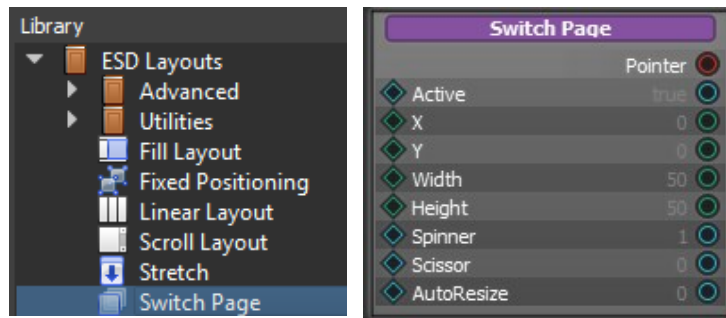 Library
ESD Layouts
Advanced
Utilities
Fill Layout
Fixed Positioning
Linear Layout
Scroll Layout
Stretch
Switch Page
Switch Page
Pointer
Active true
X 0
Y 0
Width 50
Height 50
Spinner 1
Scissor 0
AutoResize 0